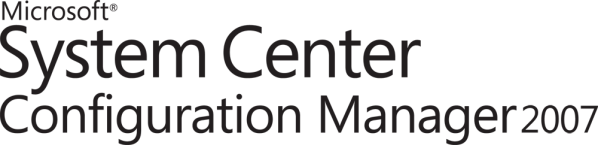 Microsoft®
System Center
Configuration Manager 2007